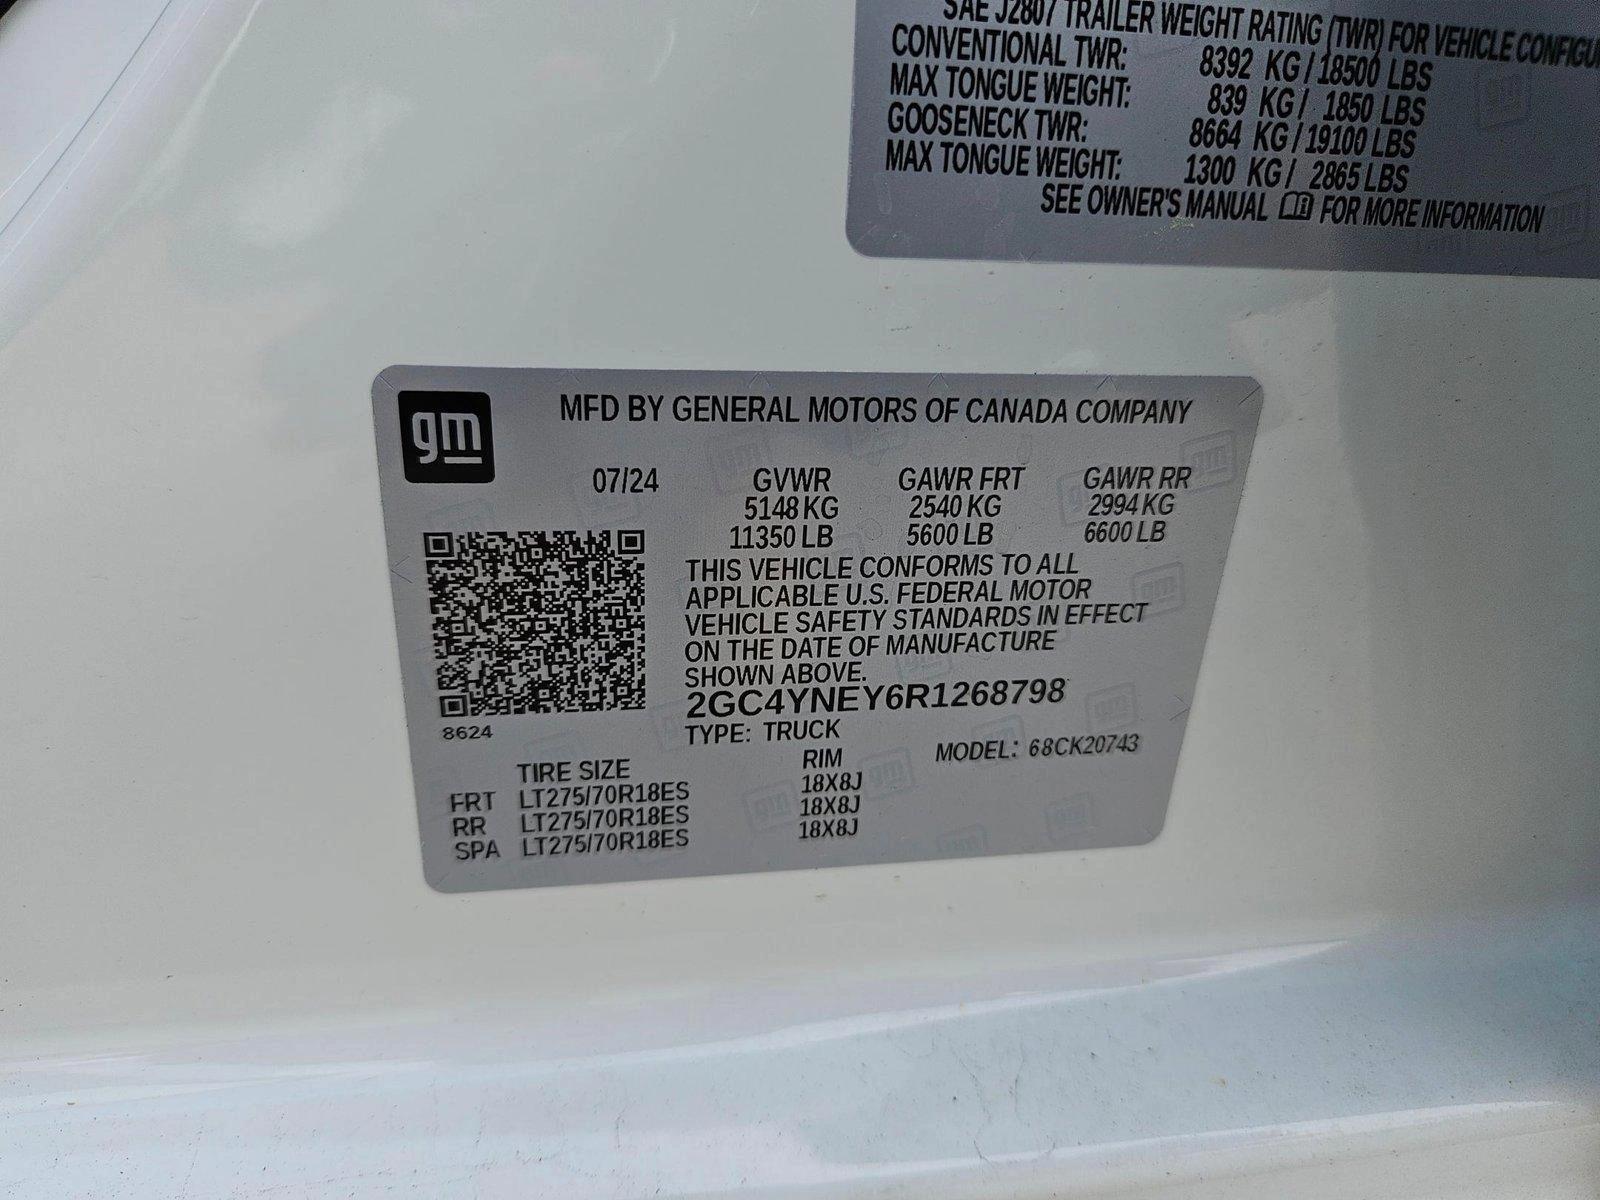 SAE J2807 TRAILER WEIGHT RATING (TWR) FOR VEHICLE
CONVENTIONAL TWR: 8392 KG / 18500 LBS
MAX TONGUE WEIGHT: 839 KG / 1850 LBS
GOOSENECK TWR: 8664 KG / 19100 LBS
MAX TONGUE WEIGHT: 1300 KG / 2865 LBS
SEE OWNER'S MANUAL FOR MORE INFORMATION
gm
MFD BY GENERAL MOTORS OF CANADA COMPANY
07/24 GVWR GAWR FRT GAWR RR
5148 KG 2540 KG 2994 KG
11350 LB 5600 LB 6600 LB
THIS VEHICLE CONFORMS TO ALL
APPLICABLE U.S. FEDERAL MOTOR
VEHICLE SAFETY STANDARDS IN EFFECT
ON THE DATE OF MANUFACTURE
SHOWN ABOVE.
2GC4YNEY6R1268798
8624
TYPE: TRUCK
MODEL: 68CK20743
TIRE SIZE RIM
FRT LT275/70R18ES 18X8J
RR LT275/70R18ES 18X8J
SPA LT275/70R18ES 18X8J